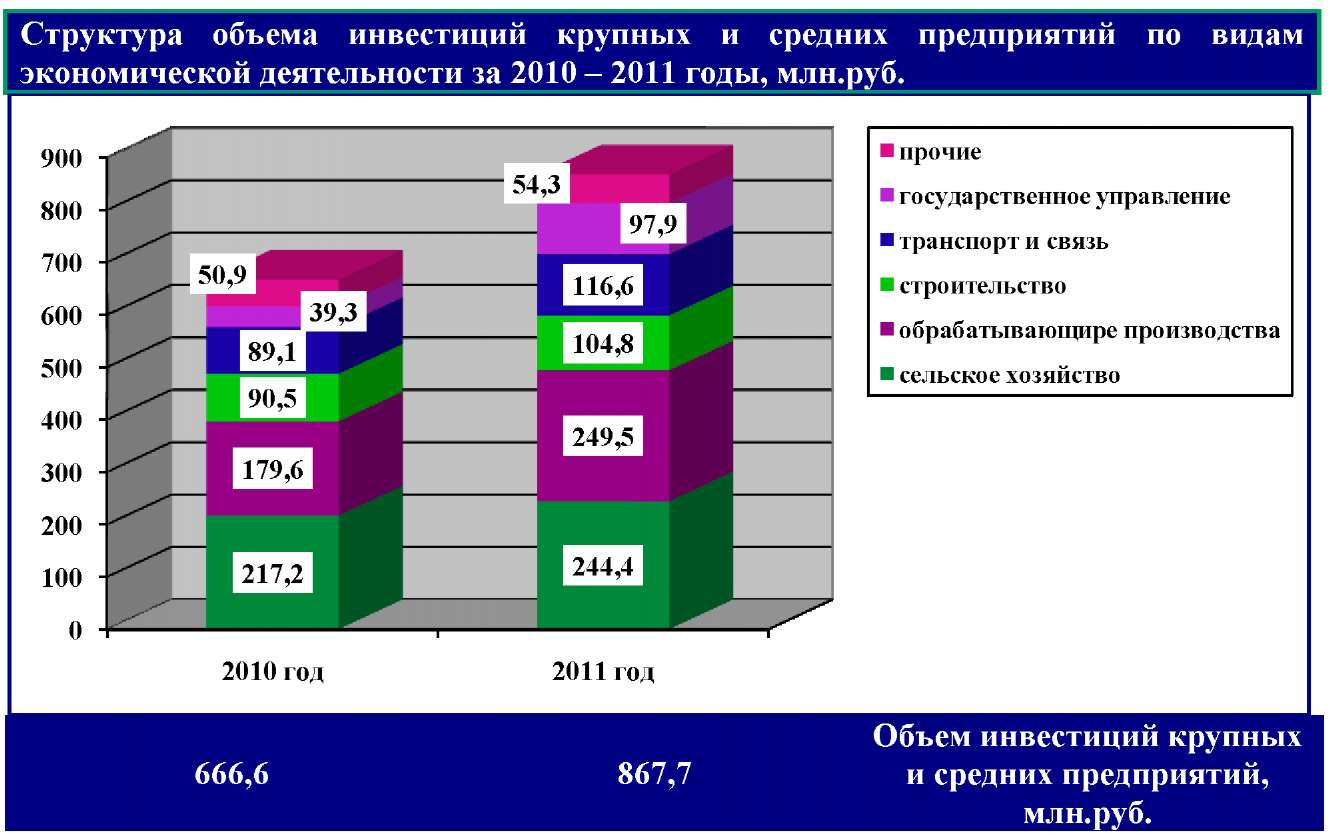 Структура объема инвестиций крупных и средних предприятий по видам
экономической деятельности за 2010 – 2011 годы, млн.руб.
900
800
700
600
500
400
300
200
100
0
50,9
39,3
89,1
90,5
179,6
217,2
54,3
97,9
116,6
104,8
249,5
244,4
2010 год
2011 год
прочие
государственное управление
транспорт и связь
строительство
обрабатывающире производства
сельское хозяйство
666,6
867,7
Объем инвестиций крупных
и средних предприятий,
млн.руб.